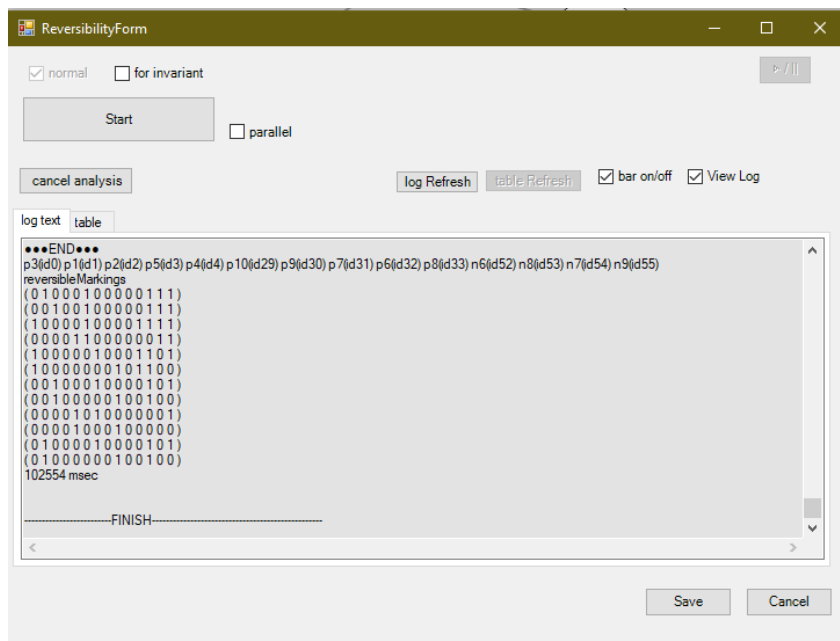 ReversibilityForm
normal
for invariant
▷ / ||
Start
parallel
cancel analysis
log Refresh
table Refresh
bar on/off
View Log
log text
table
●●●END●●●
p3(id0) p1(id1) p2(id2) p5(id3) p4(id4) p10(id29) p9(id30) p7(id31) p6(id32) p8(id33) n6(id52) n8(id53) n7(id54) n9(id55)
reversibleMarkings
( 0 1 0 0 0 1 0 0 0 0 0 1 1 1 )
( 0 0 1 0 0 1 0 0 0 0 0 1 1 1 )
( 1 0 0 0 0 1 0 0 0 0 1 1 1 1 )
( 0 0 0 0 1 1 0 0 0 0 0 0 1 1 )
( 1 0 0 0 0 0 1 0 0 0 1 1 0 1 )
( 1 0 0 0 0 0 0 0 1 0 1 1 0 0 )
( 0 0 1 0 0 0 1 0 0 0 0 1 0 1 )
( 0 0 1 0 0 0 0 0 1 0 0 1 0 0 )
( 0 0 0 0 1 0 1 0 0 0 0 0 0 1 )
( 0 0 0 0 1 0 0 0 1 0 0 0 0 0 )
( 0 1 0 0 0 0 1 0 0 0 0 1 0 1 )
( 0 1 0 0 0 0 0 0 1 0 0 1 0 0 )
102554 msec
-------------------------FINISH-------------------------------------------------
Save
Cancel